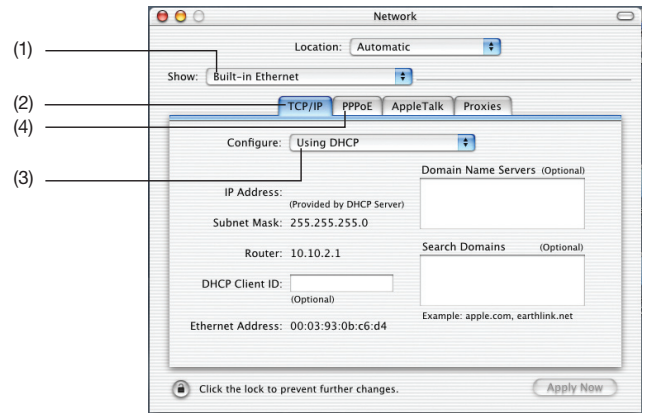 Network
Location: Automatic
(1)
Show: Built-in Ethernet
(2)
TCP/IP PPPoE AppleTalk Proxies
(4)
Configure: Using DHCP
(3)
Domain Name Servers (Optional)
IP Address:
(Provided by DHCP Server)
Subnet Mask: 255.255.255.0
Router: 10.10.2.1
Search Domains (Optional)
DHCP Client ID:
(Optional)
Example: apple.com, earthlink.net
Ethernet Address: 00:03:93:0b:c6:d4
Click the lock to prevent further changes.
Apply Now